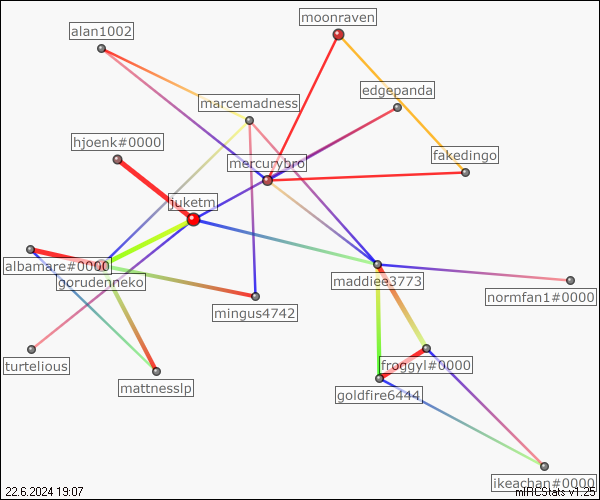 moonraven
alan1002
edgepanda
marcemadness
hjoenk#0000
mercurybro
fakedingo
juketm
albamare#0000
gorudenneko
maddiee3773
normfan1#0000
mingus4742
turtelious
froggyl#0000
mattnesslp
goldfire6444
ikeachan#0000
22.6.2024 19:07
mIRCStats v1.25